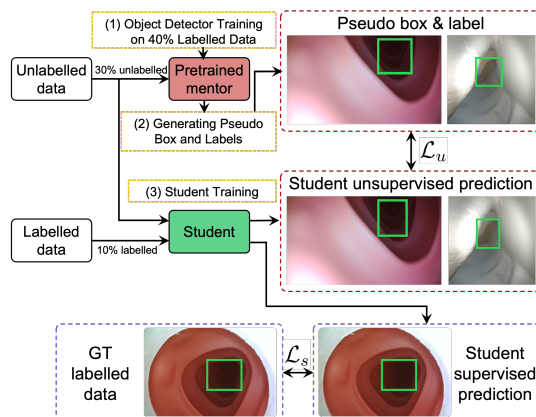 (1) Object Detector Training
on 40% Labelled Data
Pseudo box & label
Unlabelled
data
30% unlabelled
Pretrained
mentor
(2) Generating Pseudo
Box and Labels
ℒu
(3) Student Training
Student unsupervised prediction
Labelled
data
10% labelled
Student
GT
labelled
data
ℒs
Student
supervised
prediction